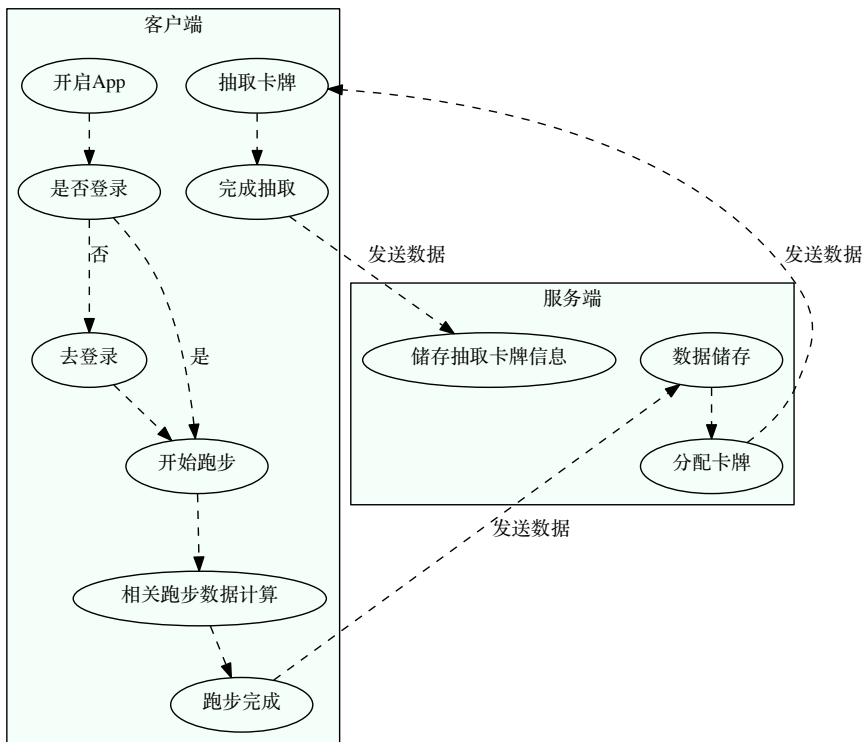 客户端
开启App
抽取卡牌
是否登录
完成抽取
否
发送数据
发送数据
服务端
去登录
是
储存抽取卡牌信息
数据储存
开始跑步
分配卡牌
发送数据
相关跑步数据计算
跑步完成